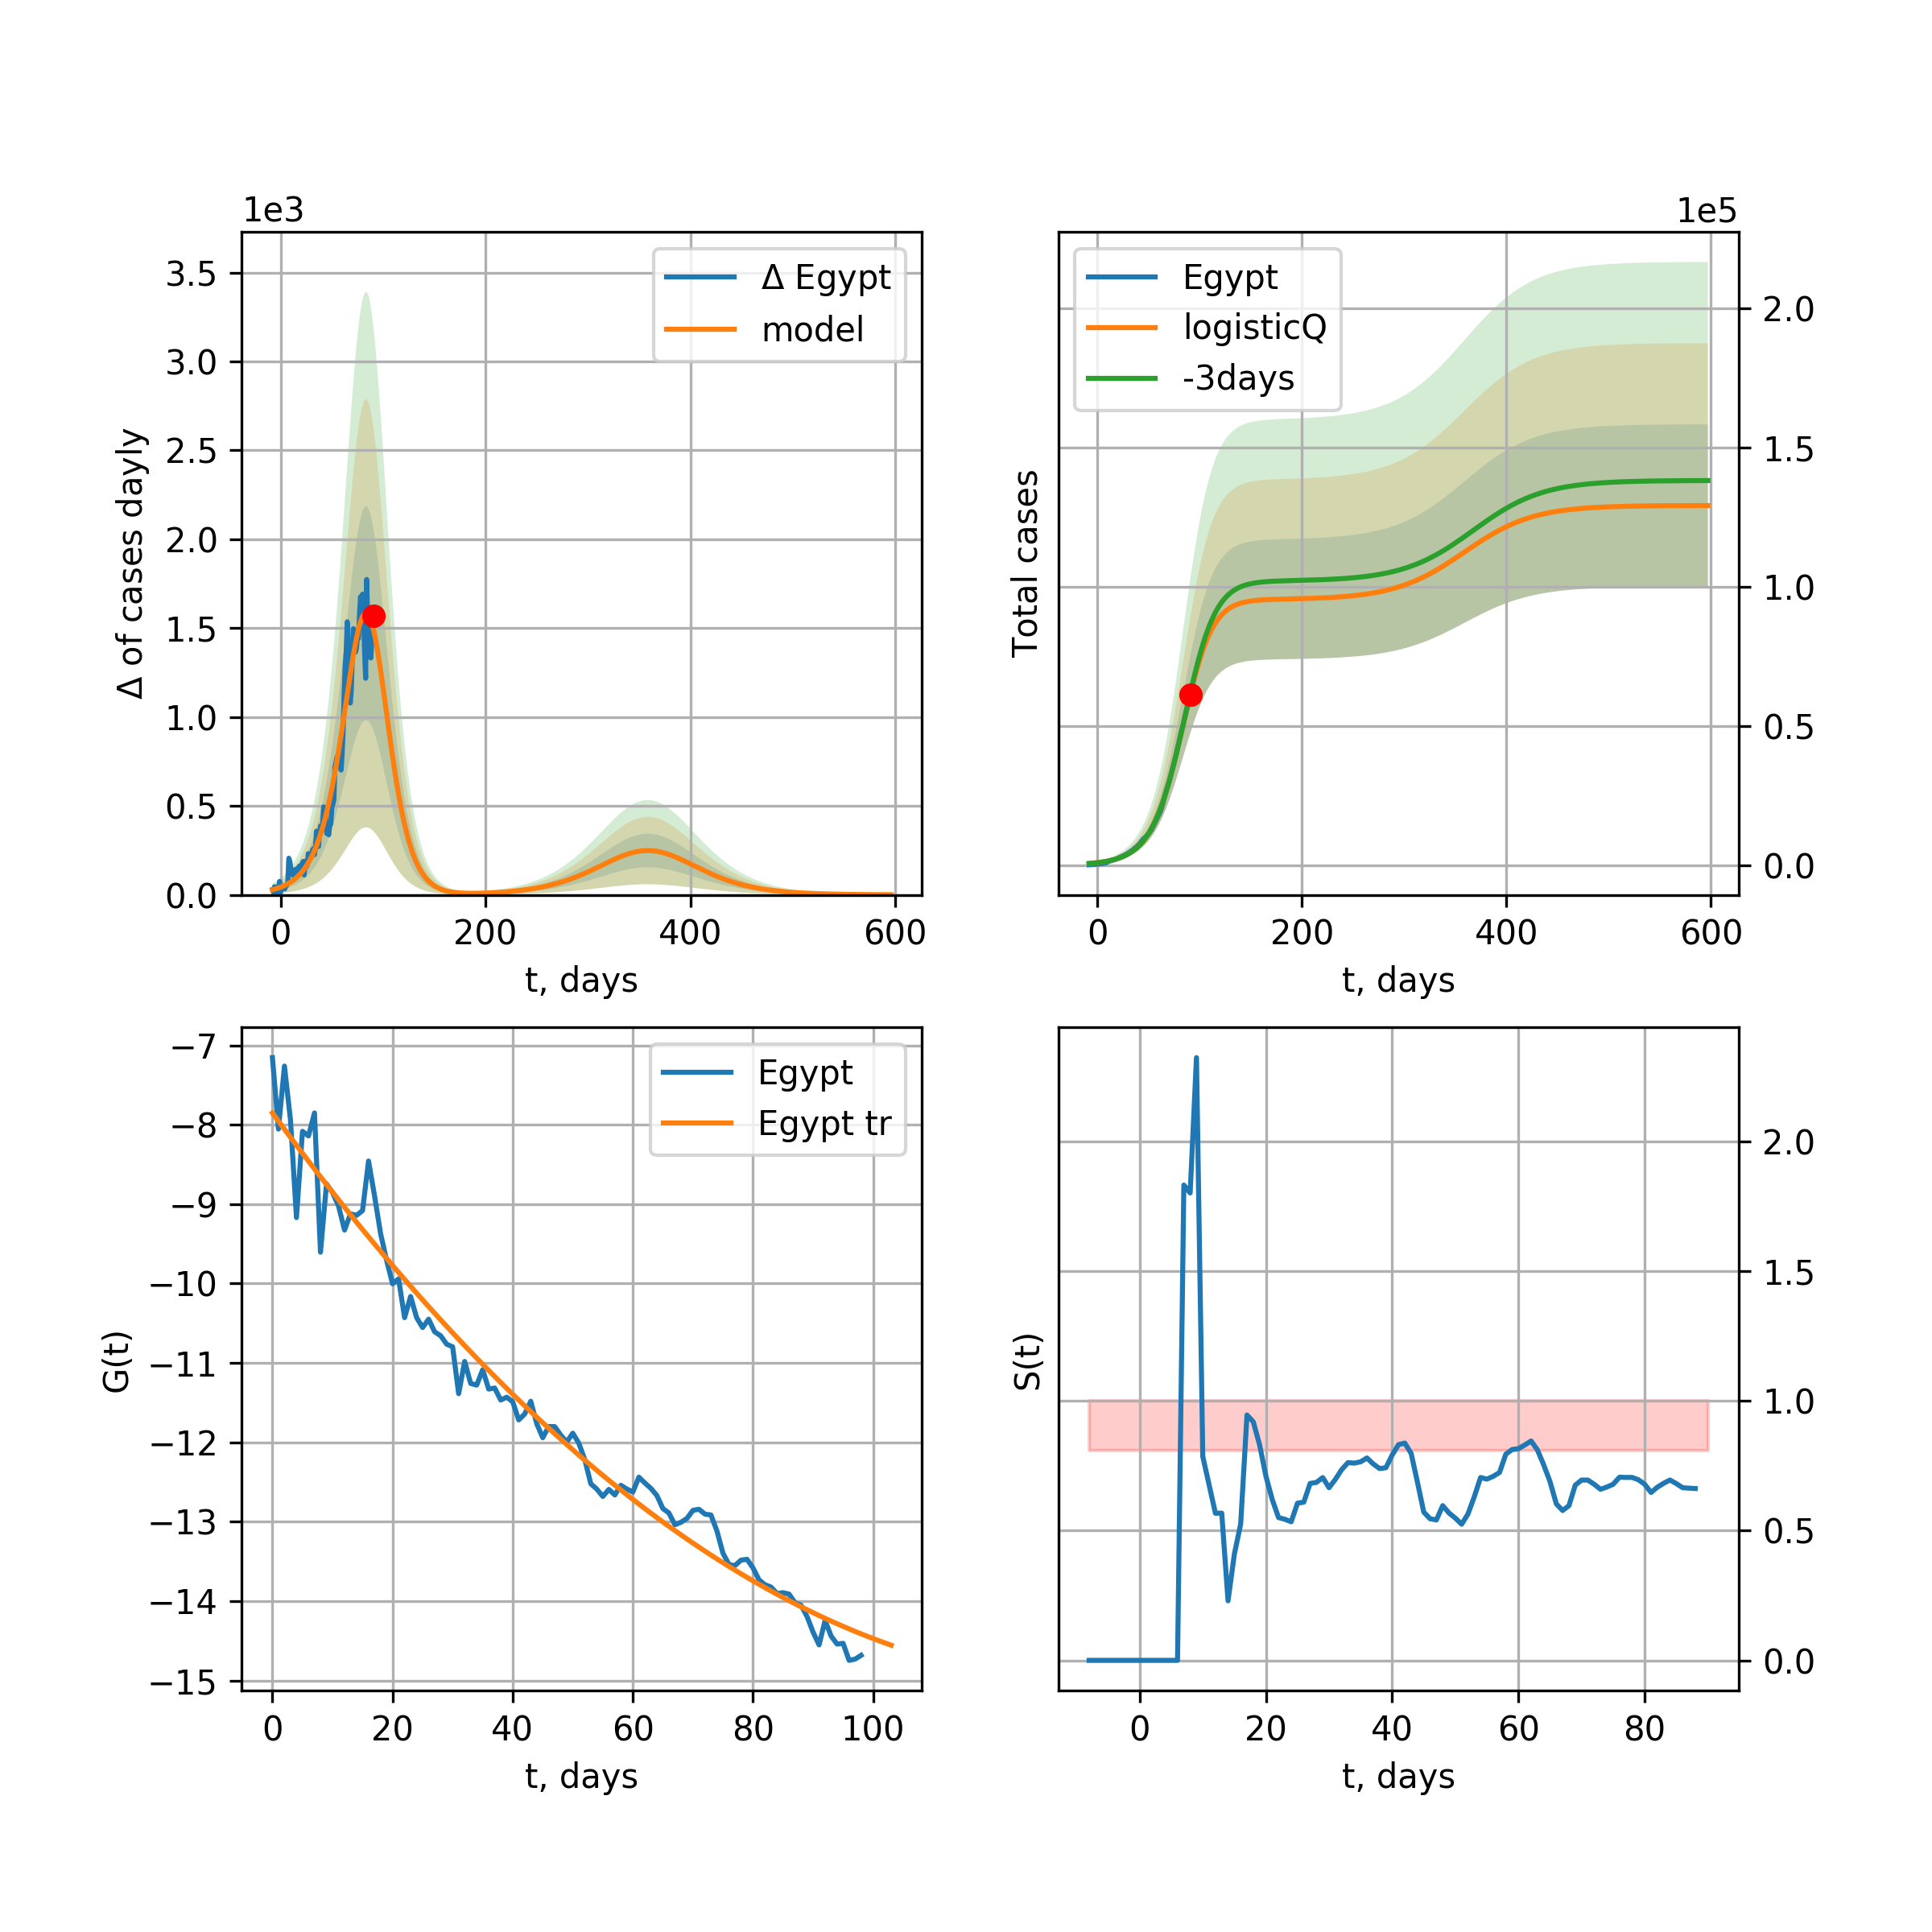 1e3
3.5
3.0
2.5
2.0
1.5
1.0
0.5
0.0
Δ of cases dayly
Δ Egypt
model
0 200 400 600
t, days
1e5
Total cases
Egypt
logisticQ
-3days
2.0
1.5
1.0
0.5
0.0
0 200 400 600
t, days
−7
−8
−9
−10
−11
−12
−13
−14
−15
G(t)
Egypt
Egypt tr
0 20 40 60 80 100
t, days
S(t)
2.0
1.5
1.0
0.5
0.0
0 20 40 60 80
t, days